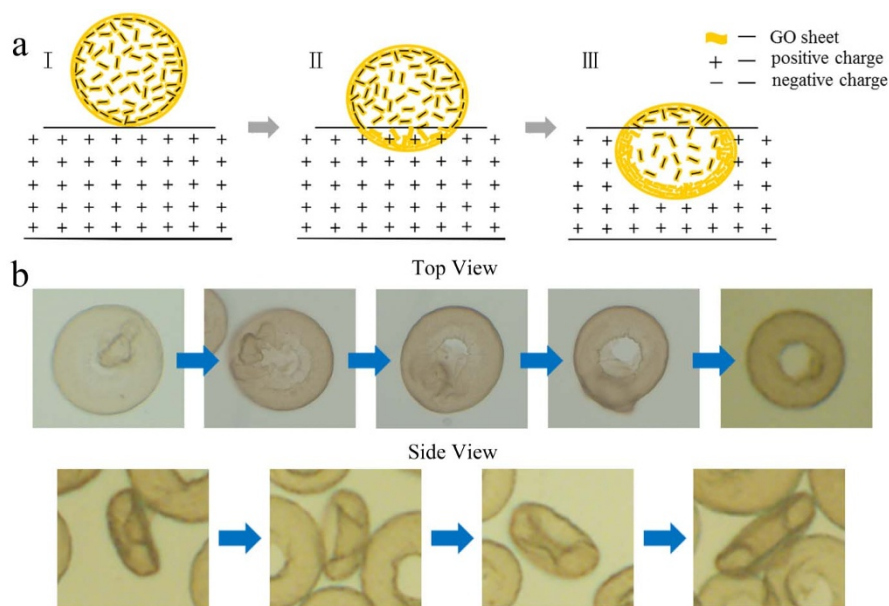 a
I
II
III
— GO sheet
+ — positive charge
− — negative charge
Top View
b
Side View